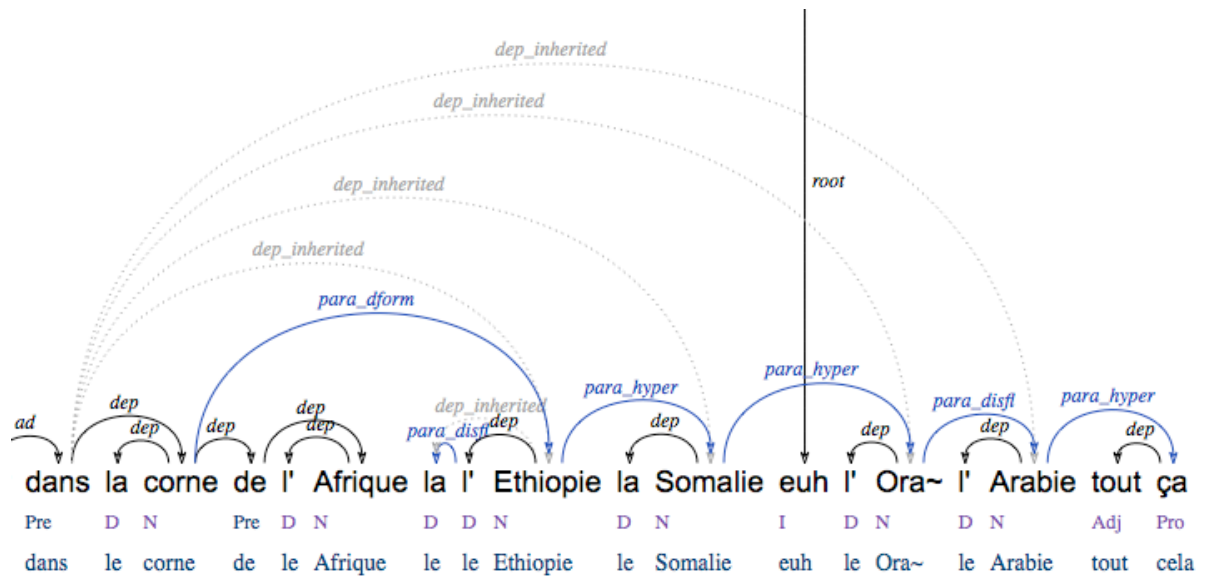 dep_inherited
dep_inherited
root
dep_inherited
dep_inherited
para_dform
para_hyper
para_hyper
dep dep para_disfl para_hyper
ad dep dep dep dep_inherited dep dep dep dep
dep para_disfl
dans la corne de l' Afrique la l' Ethiopie la Somalie euh l' Ora~ l' Arabie tout ça
Pre D N Pre D N D D N D N I D N D N Adj Pro
dans le corne de le Afrique le le Ethiopie le Somalie euh le Ora~ le Arabie tout cela